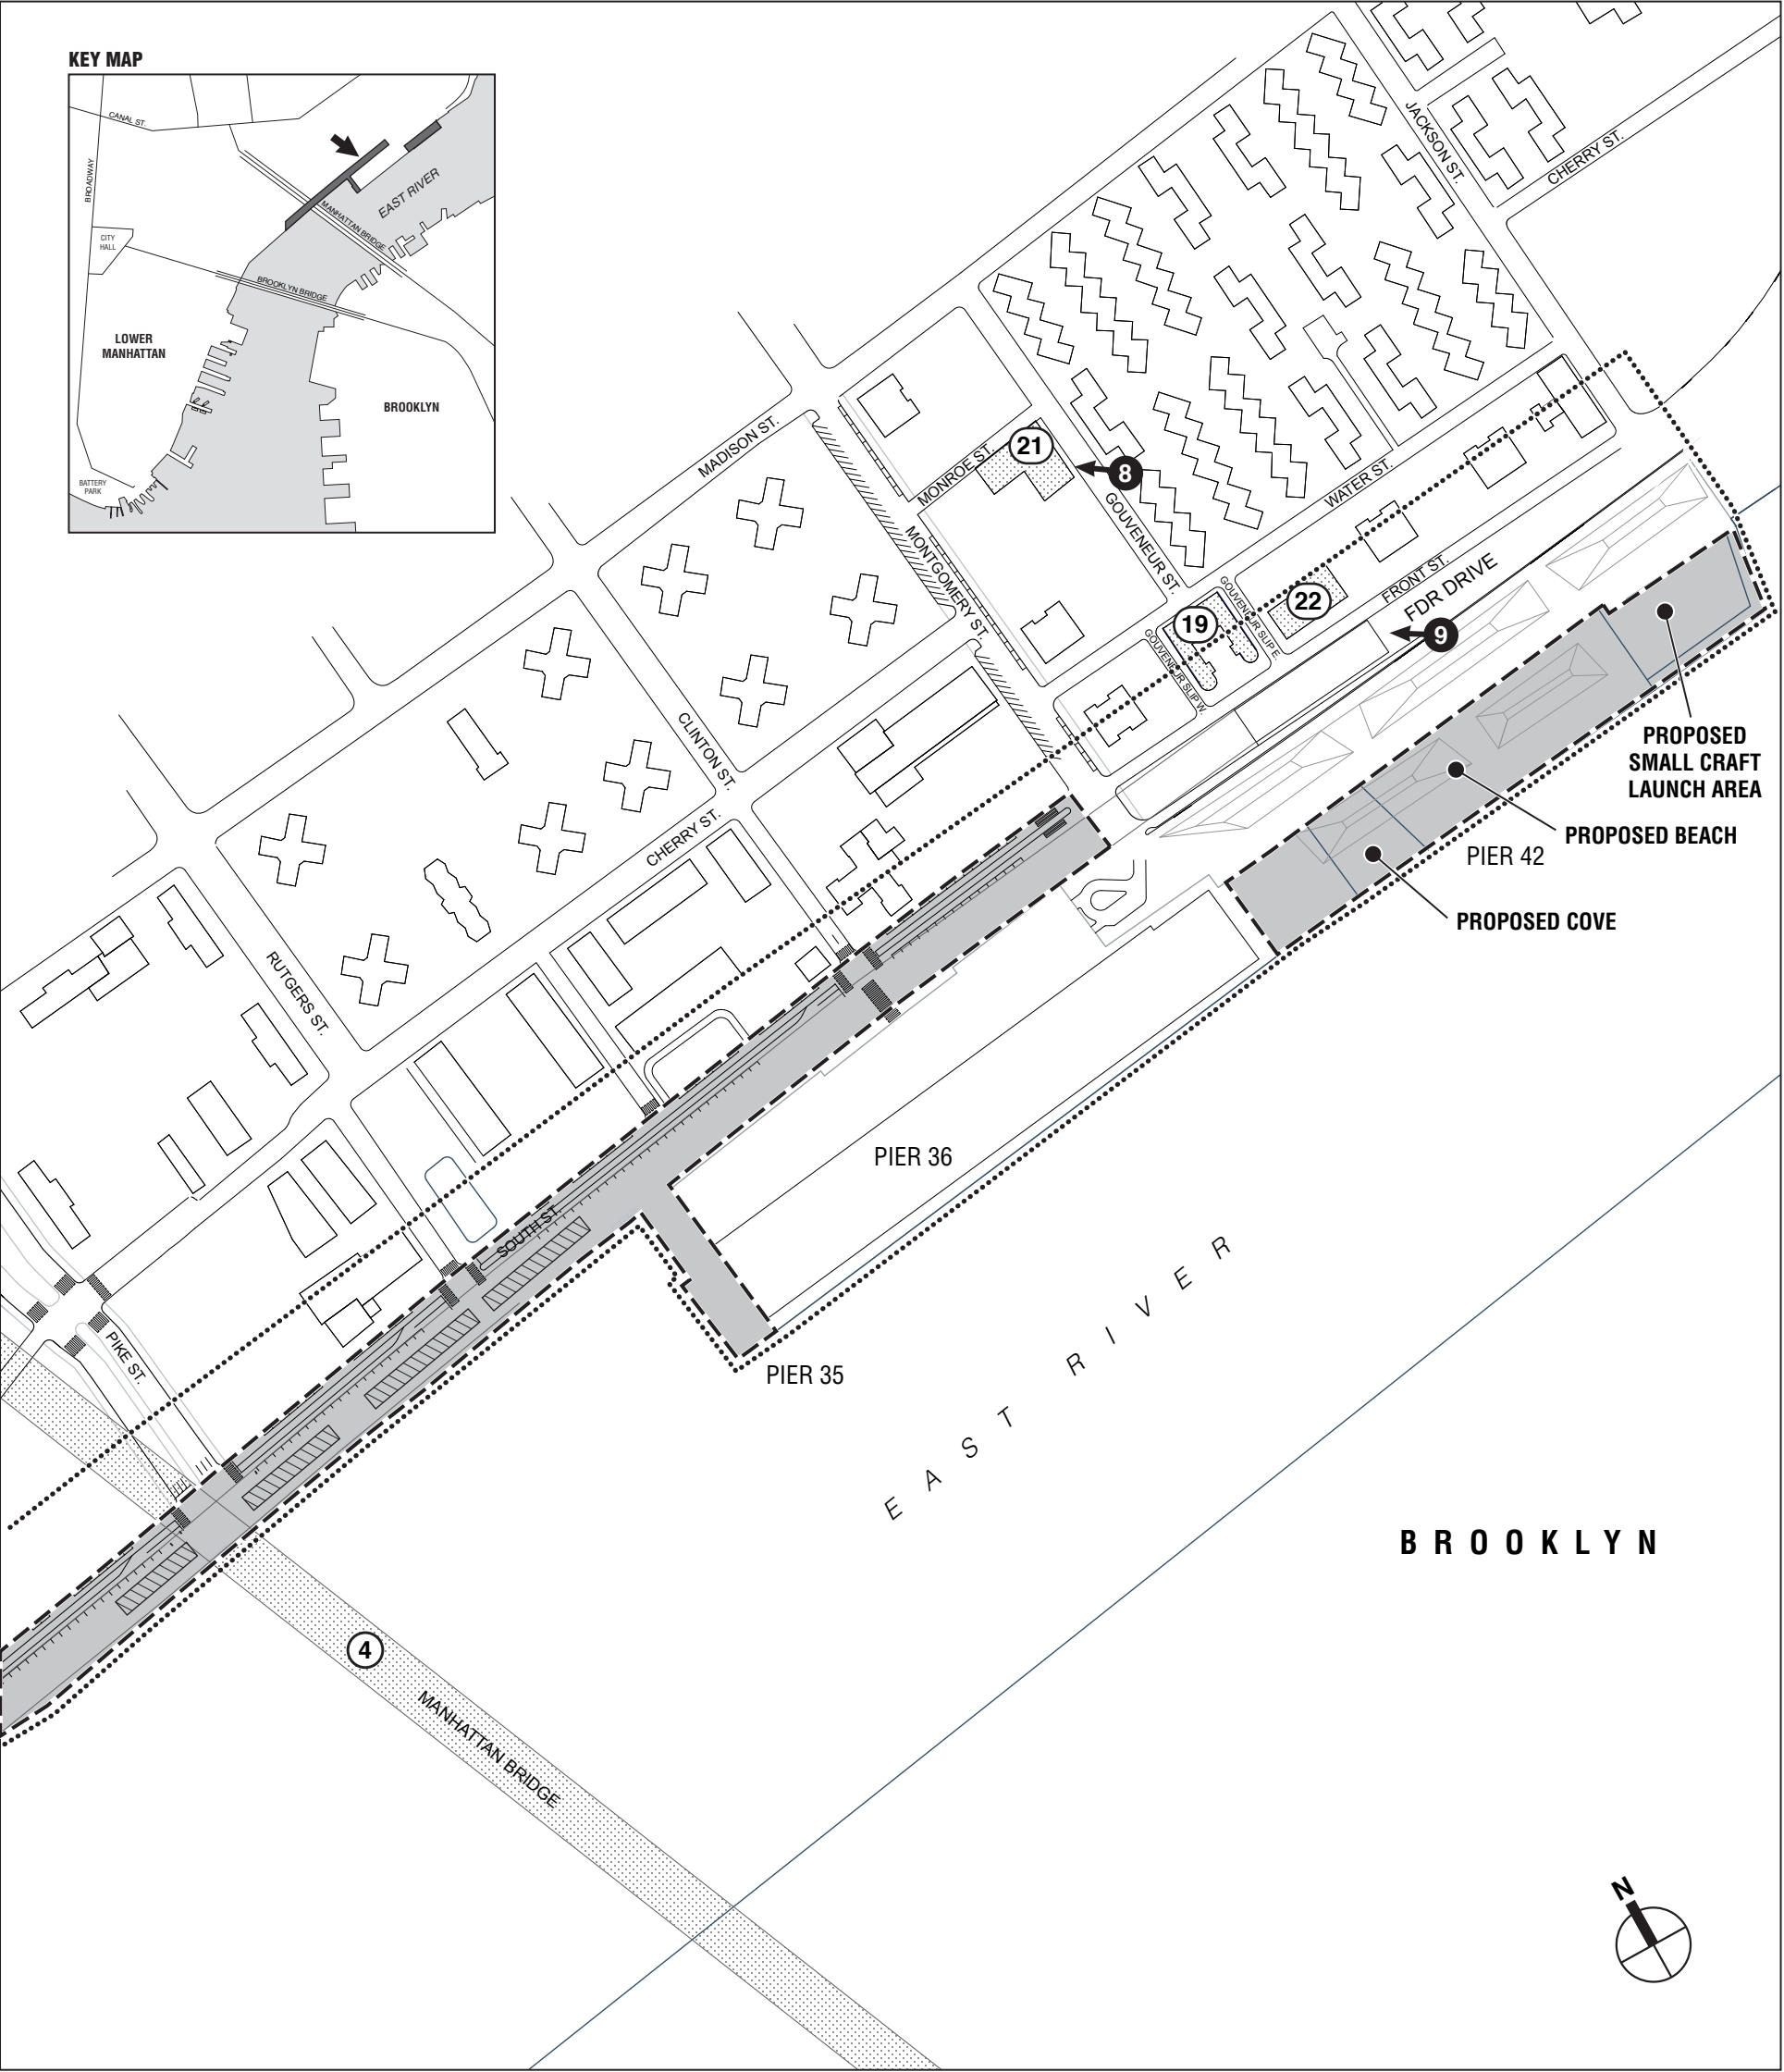 KEY MAP
CANAL ST.
BROADWAY
EAST RIVER
MANHATTAN BRIDGE
CITY
HALL
BROOKLYN BRIDGE
LOWER
MANHATTAN
BROOKLYN
BATTERY
PARK
JACKSON ST.
CHERRY ST.
MADISON ST.
MONROE ST.
21
8
GOUVENEUR ST.
WATER ST.
MONTGOMERY ST.
FRONT ST.
FDR DRIVE
GOUVENEUR SLIP E.
22
19
9
GOUVENEUR SLIP W.
CLINTON ST.
PROPOSED
SMALL CRAFT
LAUNCH AREA
PROPOSED BEACH
PIER 42
PROPOSED COVE
CHERRY ST.
RUTGERS ST.
PIER 36
SOUTH ST.
PIKE ST.
PIER 35
EAST RIVER
BROOKLYN
4
MANHATTAN BRIDGE
N